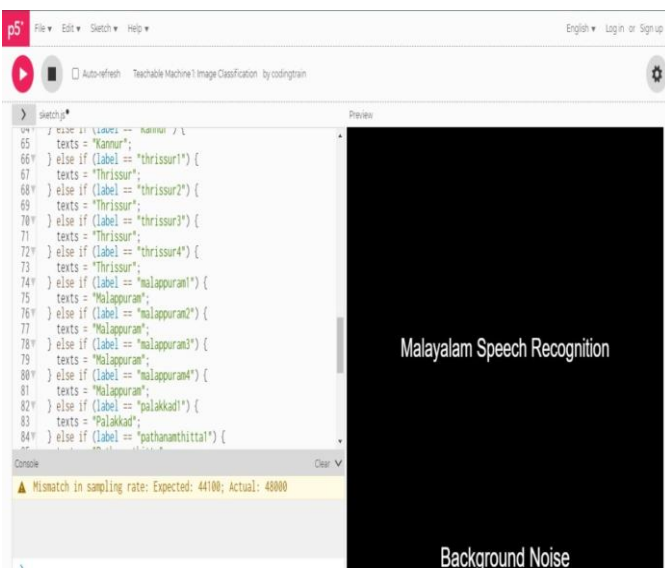 p5*
File ▾ Edit ▾ Sketch ▾ Help ▾
English ▾ Log in or Sign up
Auto-refresh Teachable Machine 1: Image Classification by codingtrain
> sketch.js•
Preview
64 } else if (label == "Kannur") {
65 texts = "Kannur";
66 } else if (label == "thrissur1") {
67 texts = "Thrissur";
68 } else if (label == "thrissur2") {
69 texts = "Thrissur";
70 } else if (label == "thrissur3") {
71 texts = "Thrissur";
72 } else if (label == "thrissur4") {
73 texts = "Thrissur";
74 } else if (label == "malappuram1") {
75 texts = "Malappuram";
76 } else if (label == "malappuram2") {
77 texts = "Malappuram";
78 } else if (label == "malappuram3") {
79 texts = "Malappuram";
80 } else if (label == "malappuram4") {
81 texts = "Malappuram";
82 } else if (label == "palakkad1") {
83 texts = "Palakkad";
84 } else if (label == "pathanamthitta1") {
Malayalam Speech Recognition
Background Noise
Console
Clear
Mismatch in sampling rate: Expected: 44100; Actual: 48000
>